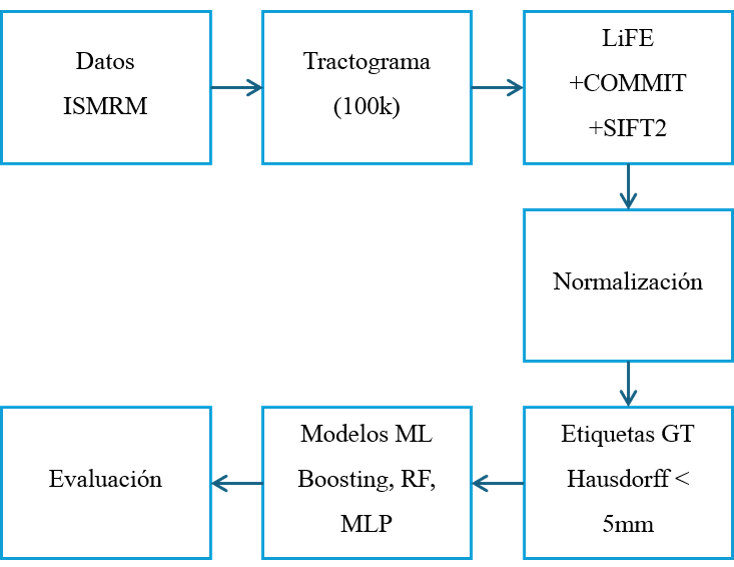 Datos
ISMRM
Tractograma
(100k)
LiFE
+COMMIT
+SIFT2
Normalización
Etiquetas GT
Hausdorff <
5mm
Modelos ML
Boosting, RF,
MLP
Evaluación